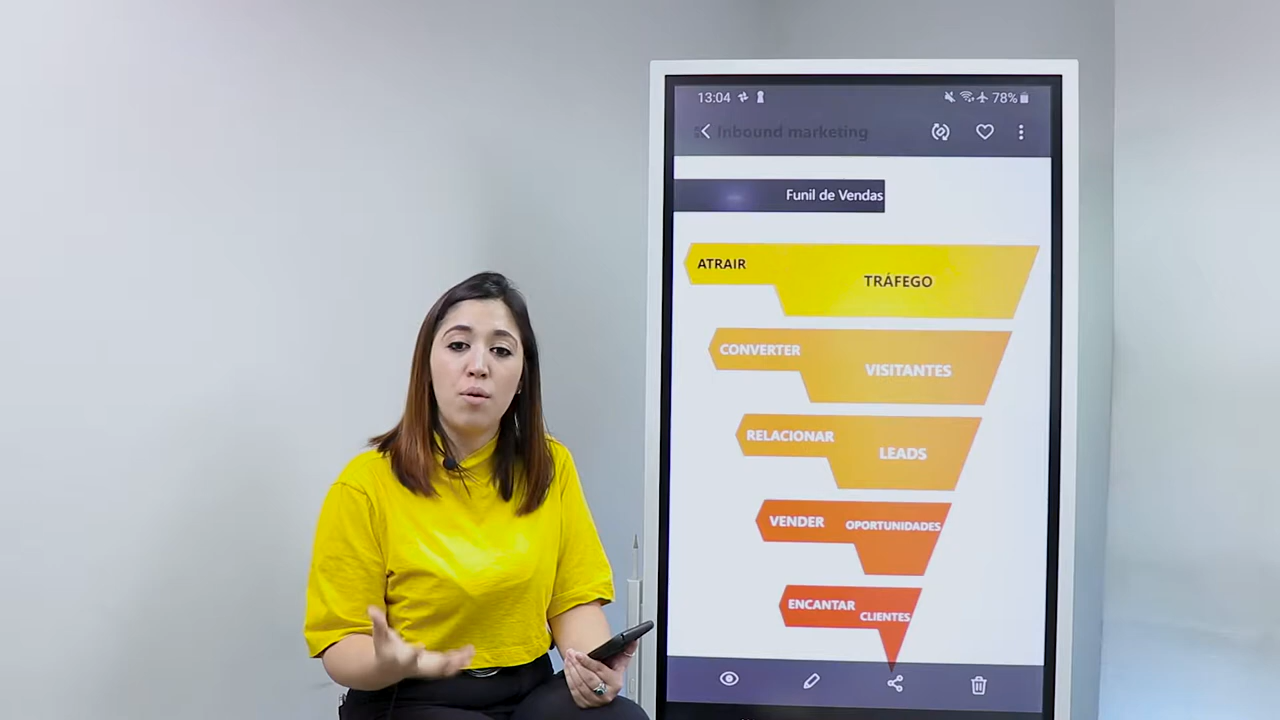 13:04 78%
Inbound marketing
Funil de Vendas
ATRAIR
TRÁFEGO
CONVERTER
VISITANTES
RELACIONAR
LEADS
VENDER
OPORTUNIDADES
ENCANTAR
CLIENTES